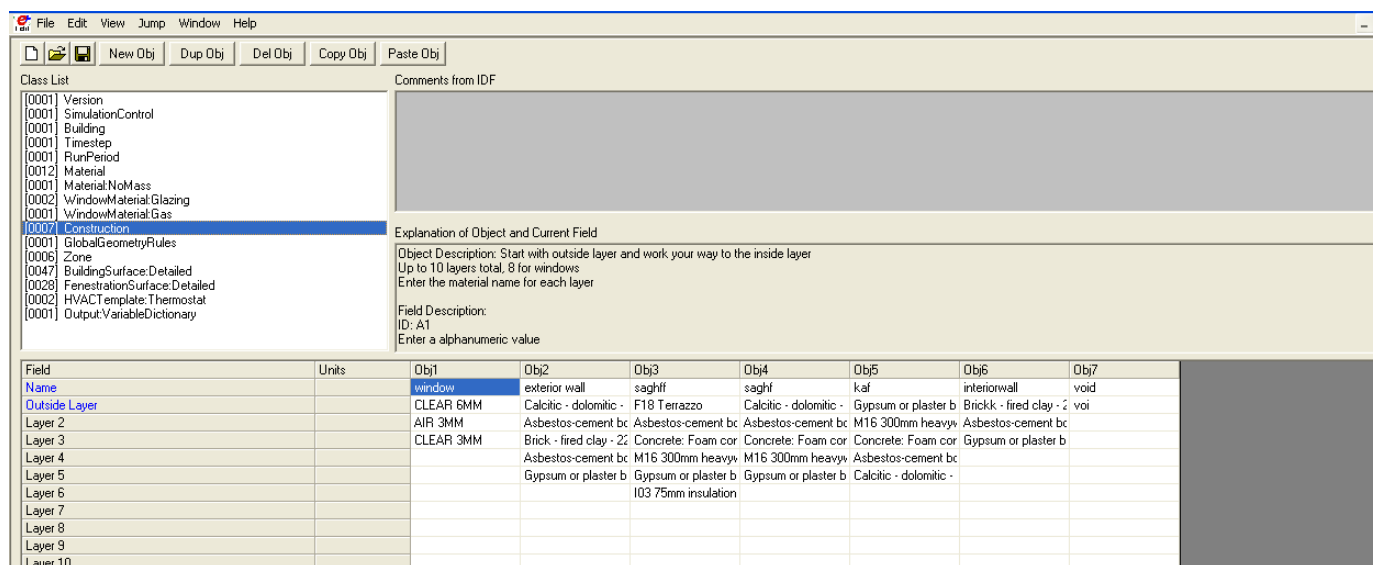 File Edit View Jump Window Help
New Obj Dup Obj Del Obj Copy Obj Paste Obj
Class List
[0001] Version
[0001] SimulationControl
[0001] Building
[0001] Timestep
[0001] RunPeriod
[0012] Material
[0001] Material:NoMass
[0002] WindowMaterial:Glazing
[0001] WindowMaterial:Gas
[0007] Construction
[0001] GlobalGeometryRules
[0006] Zone
[0047] BuildingSurface:Detailed
[0028] FenestrationSurface:Detailed
[0002] HVACTemplate:Thermostat
[0001] Output:VariableDictionary
Comments from IDF
Explanation of Object and Current Field
Object Description: Start with outside layer and work your way to the inside layer
Up to 10 layers total, 8 for windows
Enter the material name for each layer
Field Description:
ID: A1
Enter a alphanumeric value
Field Units Obj1 Obj2 Obj3 Obj4 Obj5 Obj6 Obj7
Name window exterior wall saghff saghf kaf interiorwall void
Outside Layer CLEAR 6MM Calcitic - dolomitic - F18 Terrazzo Calcitic - dolomitic - Gypsum or plaster b Brickk - fired clay - 2 voi
Layer 2 AIR 3MM Asbestos-cement bo Asbestos-cement bc Asbestos-cement bc M16 300mm heavyw Asbestos-cement bc
Layer 3 CLEAR 3MM Brick - fired clay - 22 Concrete: Foam cor Concrete: Foam cor Concrete: Foam cor Gypsum or plaster b
Layer 4 Asbestos-cement bc M16 300mm heavyw M16 300mm heavyw Asbestos-cement bc
Layer 5 Gypsum or plaster b Gypsum or plaster b Gypsum or plaster b Calcitic - dolomitic -
Layer 6 I03 75mm insulation
Layer 7
Layer 8
Layer 9
Layer 10